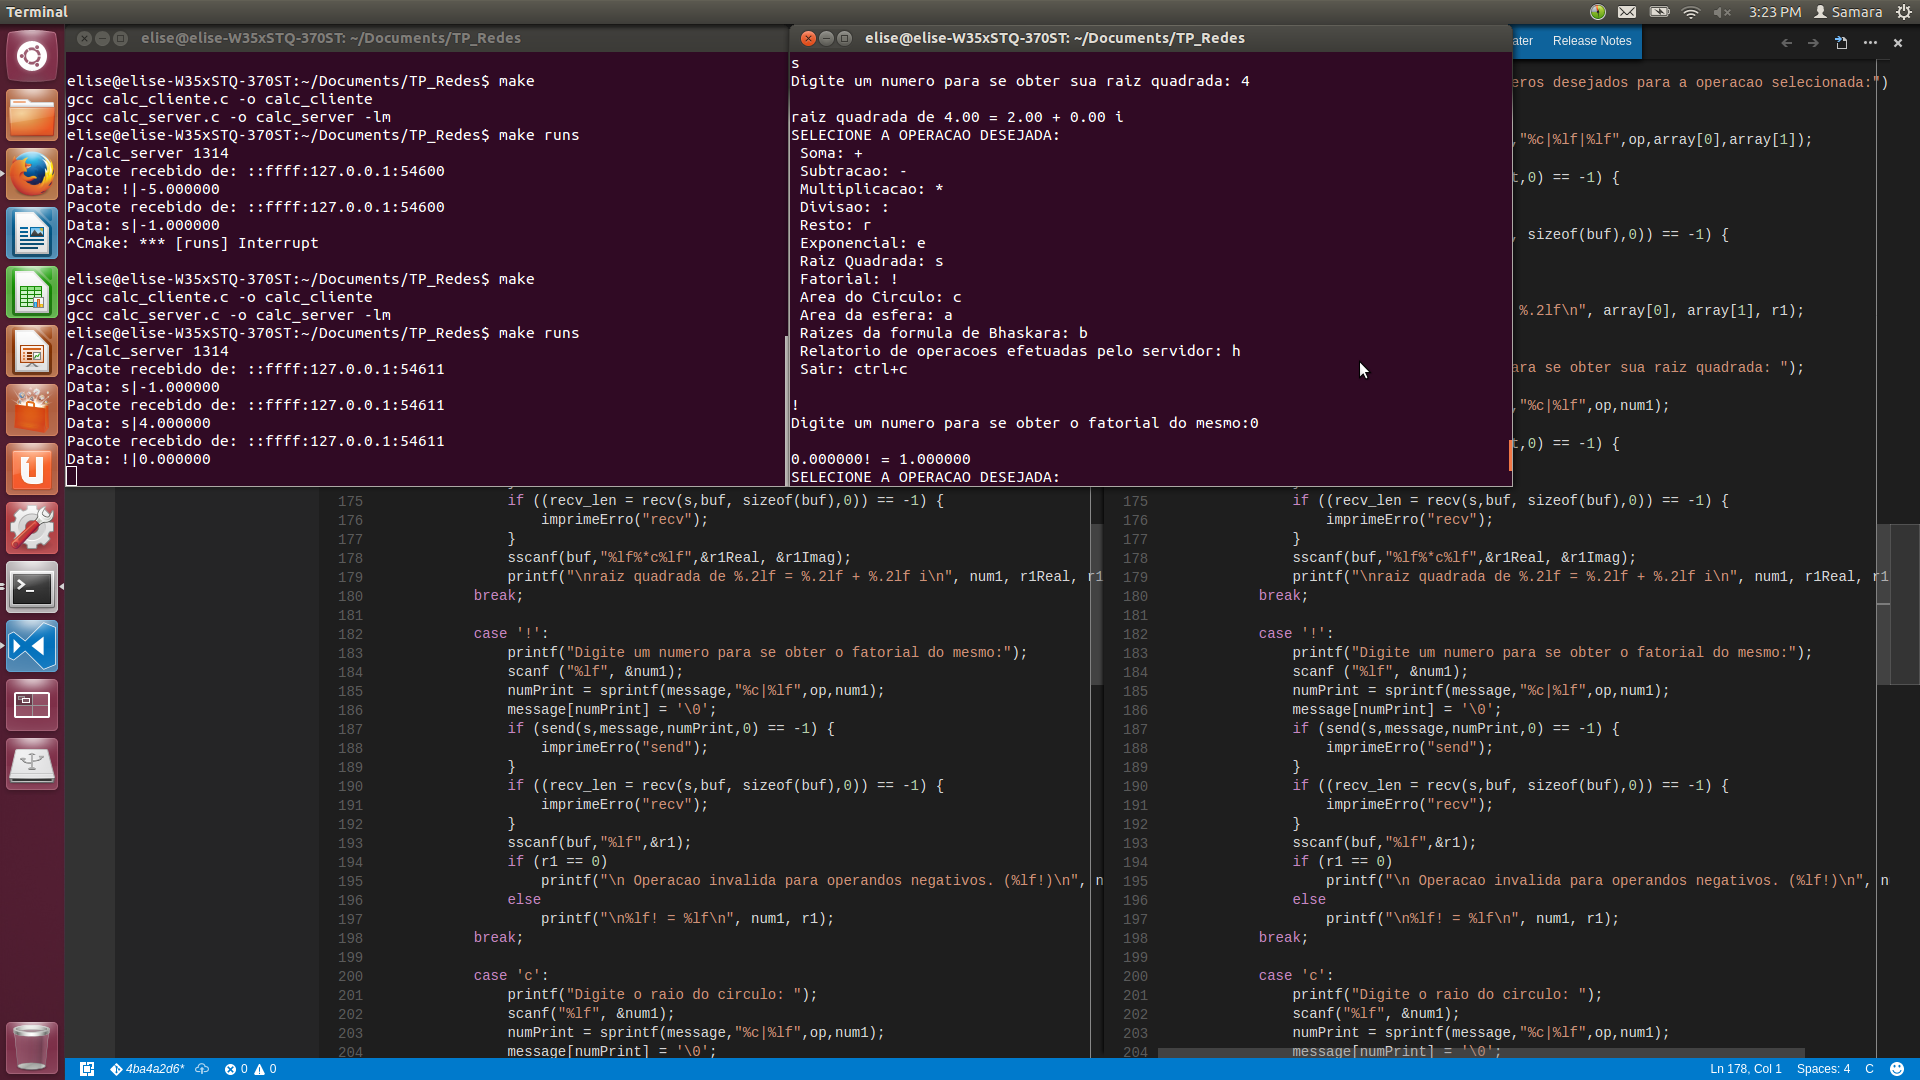 Terminal
3:23 PM Samara
elise@elise-W35xSTQ-370ST: ~/Documents/TP_Redes
elise@elise-W35xSTQ-370ST:~/Documents/TP_Redes$ make
gcc calc_cliente.c -o calc_cliente
gcc calc_server.c -o calc_server -lm
elise@elise-W35xSTQ-370ST:~/Documents/TP_Redes$ make runs
./calc_server 1314
Pacote recebido de: ::ffff:127.0.0.1:54600
Data: !|-5.000000
Pacote recebido de: ::ffff:127.0.0.1:54600
Data: s|-1.000000
^Cmake: *** [runs] Interrupt
elise@elise-W35xSTQ-370ST:~/Documents/TP_Redes$ make
gcc calc_cliente.c -o calc_cliente
gcc calc_server.c -o calc_server -lm
elise@elise-W35xSTQ-370ST:~/Documents/TP_Redes$ make runs
./calc_server 1314
Pacote recebido de: ::ffff:127.0.0.1:54611
Data: s|-1.000000
Pacote recebido de: ::ffff:127.0.0.1:54611
Data: s|4.000000
Pacote recebido de: ::ffff:127.0.0.1:54611
Data: !|0.000000
elise@elise-W35xSTQ-370ST: ~/Documents/TP_Redes
s
Digite um numero para se obter sua raiz quadrada: 4
raiz quadrada de 4.00 = 2.00 + 0.00 i
SELECIONE A OPERACAO DESEJADA:
Soma: +
Subtracao: -
Multiplicacao: *
Divisao: :
Resto: r
Exponencial: e
Raiz Quadrada: s
Fatorial: !
Area do Circulo: c
Area da esfera: a
Raizes da formula de Bhaskara: b
Relatorio de operacoes efetuadas pelo servidor: h
Sair: ctrl+c
!
Digite um numero para se obter o fatorial do mesmo:0
0.000000! = 1.000000
SELECIONE A OPERACAO DESEJADA:
ater Release Notes
eros desejados para a operacao selecionada:")
,"%c|%lf|%lf",op,array[0],array[1]);
t,0) == -1) {
, sizeof(buf),0)) == -1) {
%.2lf\n", array[0], array[1], r1);
ara se obter sua raiz quadrada: ");
,"%c|%lf",op,num1);
t,0) == -1) {
175 if ((recv_len = recv(s,buf, sizeof(buf),0)) == -1) {
176 imprimeErro("recv");
177 }
178 sscanf(buf,"%lf%*c%lf",&r1Real, &r1Imag);
179 printf("\nraiz quadrada de %.2lf = %.2lf + %.2lf i\n", num1, r1Real, r1
180 break;
181
182 case '!':
183 printf("Digite um numero para se obter o fatorial do mesmo:");
184 scanf ("%lf", &num1);
185 numPrint = sprintf(message,"%c|%lf",op,num1);
186 message[numPrint] = '\0';
187 if (send(s,message,numPrint,0) == -1) {
188 imprimeErro("send");
189 }
190 if ((recv_len = recv(s,buf, sizeof(buf),0)) == -1) {
191 imprimeErro("recv");
192 }
193 sscanf(buf,"%lf",&r1);
194 if (r1 == 0)
195 printf("\n Operacao invalida para operandos negativos. (%lf!)\n", n
196 else
197 printf("\n%lf! = %lf\n", num1, r1);
198 break;
199
200 case 'c':
201 printf("Digite o raio do circulo: ");
202 scanf("%lf", &num1);
203 numPrint = sprintf(message,"%c|%lf",op,num1);
204 message[numPrint] = '\0';
175 if ((recv_len = recv(s,buf, sizeof(buf),0)) == -1) {
176 imprimeErro("recv");
177 }
178 sscanf(buf,"%lf%*c%lf",&r1Real, &r1Imag);
179 printf("\nraiz quadrada de %.2lf = %.2lf + %.2lf i\n", num1, r1Real, r1
180 break;
181
182 case '!':
183 printf("Digite um numero para se obter o fatorial do mesmo:");
184 scanf ("%lf", &num1);
185 numPrint = sprintf(message,"%c|%lf",op,num1);
186 message[numPrint] = '\0';
187 if (send(s,message,numPrint,0) == -1) {
188 imprimeErro("send");
189 }
190 if ((recv_len = recv(s,buf, sizeof(buf),0)) == -1) {
191 imprimeErro("recv");
192 }
193 sscanf(buf,"%lf",&r1);
194 if (r1 == 0)
195 printf("\n Operacao invalida para operandos negativos. (%lf!)\n", n
196 else
197 printf("\n%lf! = %lf\n", num1, r1);
198 break;
199
200 case 'c':
201 printf("Digite o raio do circulo: ");
202 scanf("%lf", &num1);
203 numPrint = sprintf(message,"%c|%lf",op,num1);
204 message[numPrint] = '\0';
4ba4a2d6* 0 0 Ln 178, Col 1 Spaces: 4 C